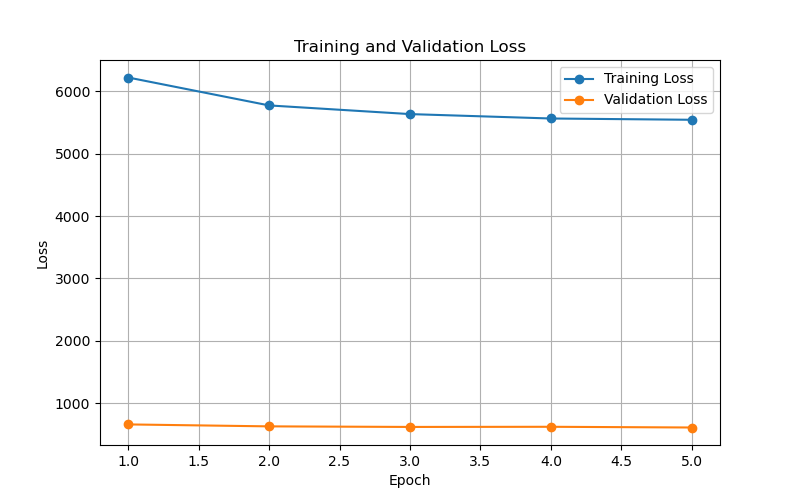 Training and Validation Loss
Training Loss
Validation Loss
6000
5000
4000
3000
2000
1000
Loss
1.0 1.5 2.0 2.5 3.0 3.5 4.0 4.5 5.0
Epoch